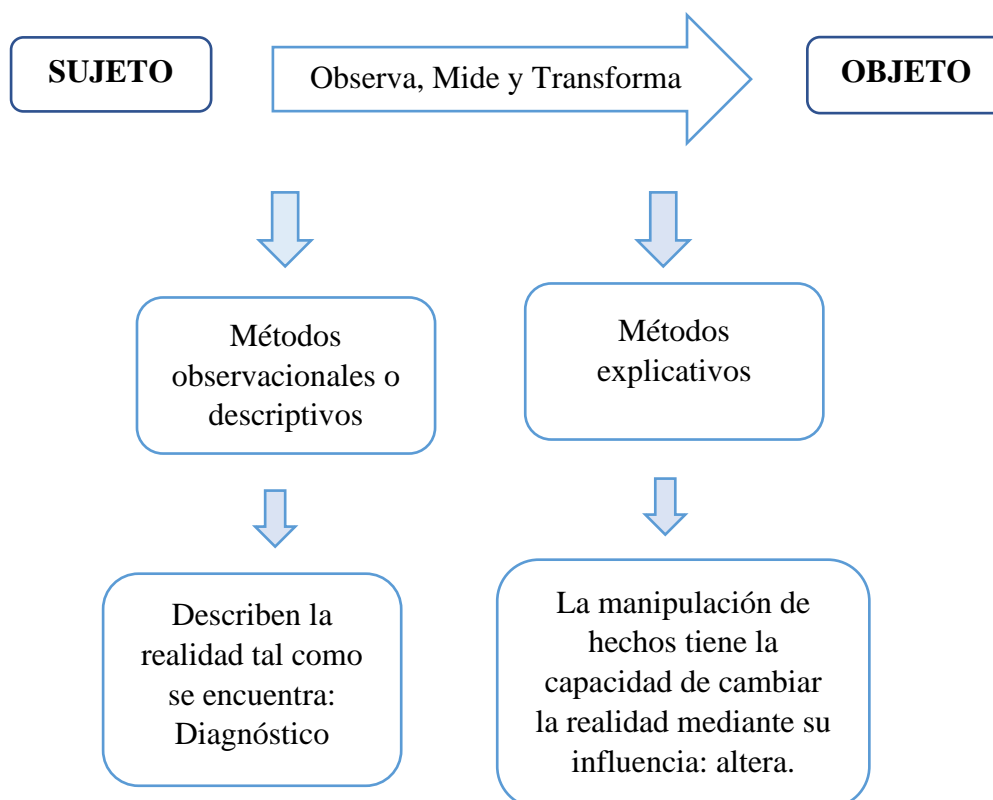 SUJETO
Observa, Mide y Transforma
OBJETO
Métodos
observacionales o
descriptivos
Métodos
explicativos
Describen la
realidad tal como
se encuentra:
Diagnóstico
La manipulación de
hechos tiene la
capacidad de cambiar
la realidad mediante su
influencia: altera.